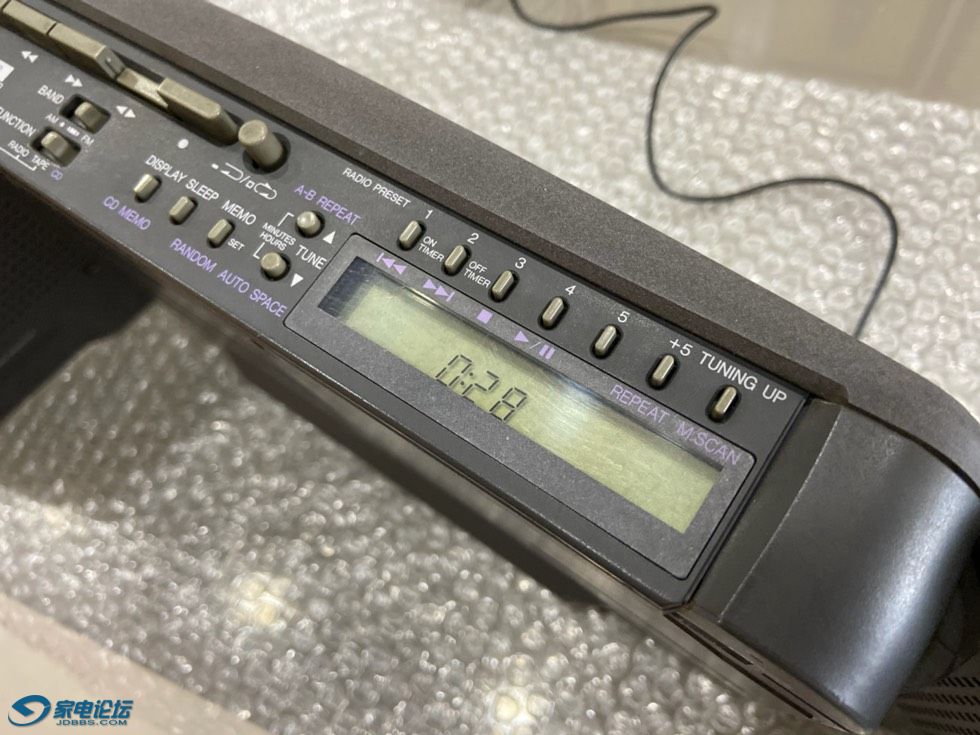 BAND
AM
FM
FUNCTION
RADIO TAPE CD
DISPLAY SLEEP MEMO
SET
CD MEMO
RANDOM AUTO SPACE
A-B REPEAT
MINUTES
HOURS
TUNE
RADIO PRESET
1 2 3 4 5 +5 TUNING UP
ON
TIMER
OFF
TIMER
REPEAT M-SCAN
0:28
家电论坛
JDBBS.COM